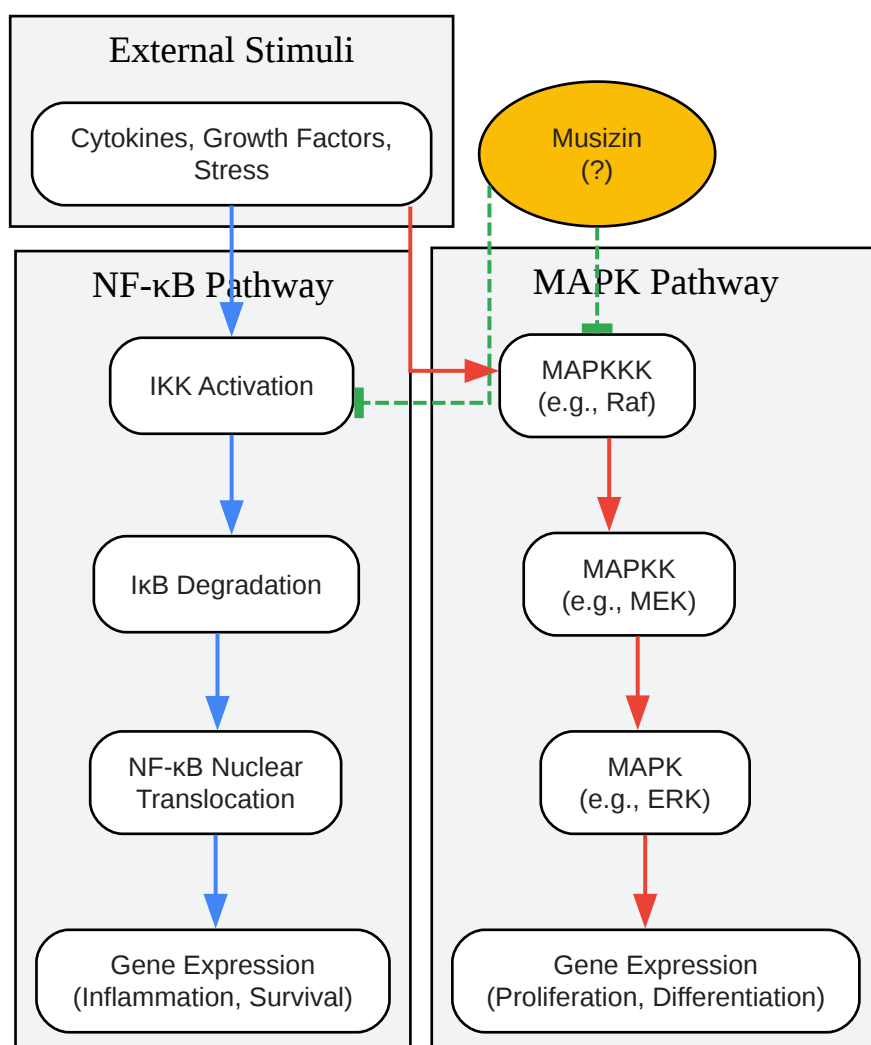 External Stimuli
Cytokines, Growth Factors,
Stress
Musizin
(?)
NF-κB Pathway
IKK Activation
IκB Degradation
NF-κB Nuclear
Translocation
Gene Expression
(Inflammation, Survival)
MAPK Pathway
MAPKKK
(e.g., Raf)
MAPKK
(e.g., MEK)
MAPK
(e.g., ERK)
Gene Expression
(Proliferation, Differentiation)